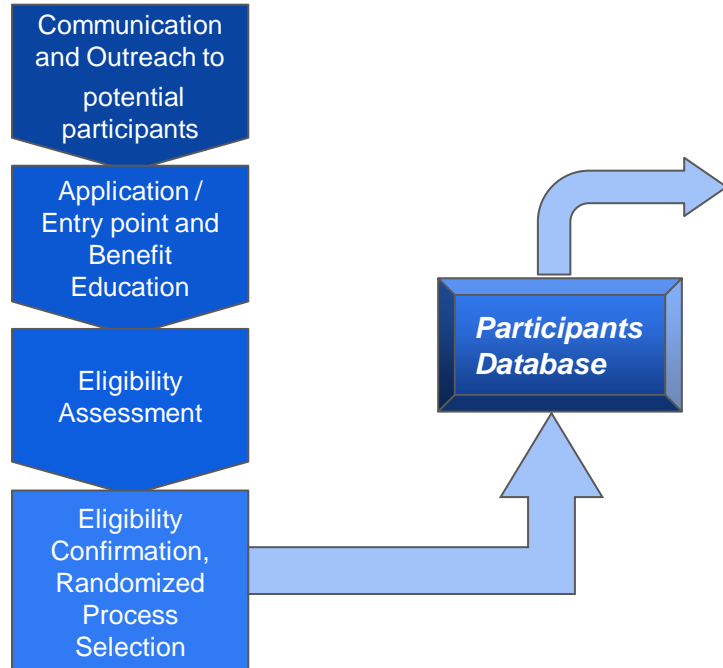 Communication
and Outreach to
potential
participants
Application /
Entry point and
Benefit
Education
Eligibility
Assessment
Eligibility
Confirmation,
Randomized
Process
Selection
Participants
Database